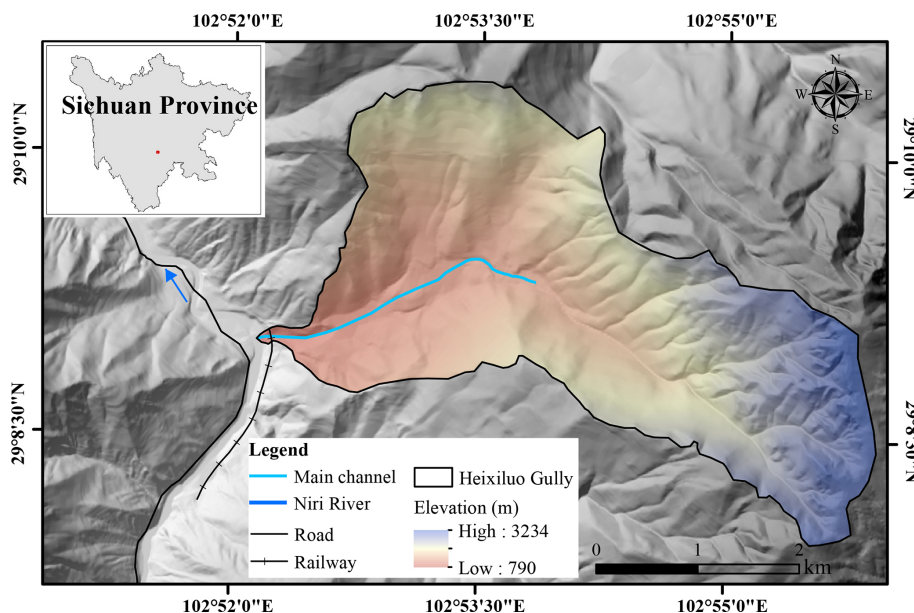 102°52'0"E
102°53'30"E
102°55'0"E
Sichuan Province
N
W
E
S
29°10'0"N
29°10'0"N
29°8'30"N
29°8'30"N
Legend
Main channel
Niri River
Road
Railway
Heixiluo Gully
Elevation (m)
High : 3234
Low : 790
0
1
2
km
102°52'0"E
102°53'30"E
102°55'0"E